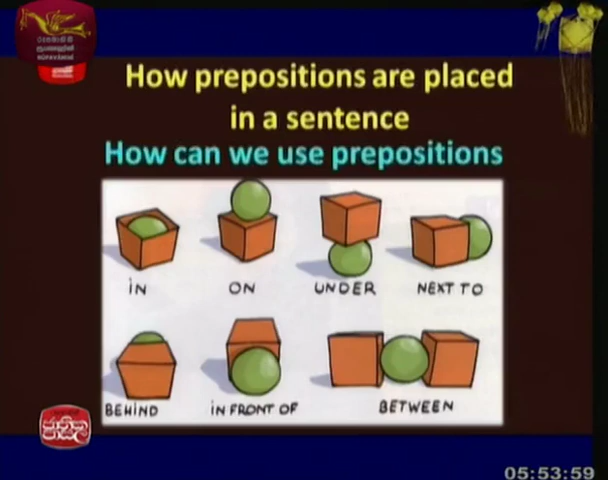 How prepositions are placed
in a sentence
How can we use prepositions
iN
ON
UNDER
NEXT TO
BEHIND
iN FRONT OF
BETWEEN
05:53:59